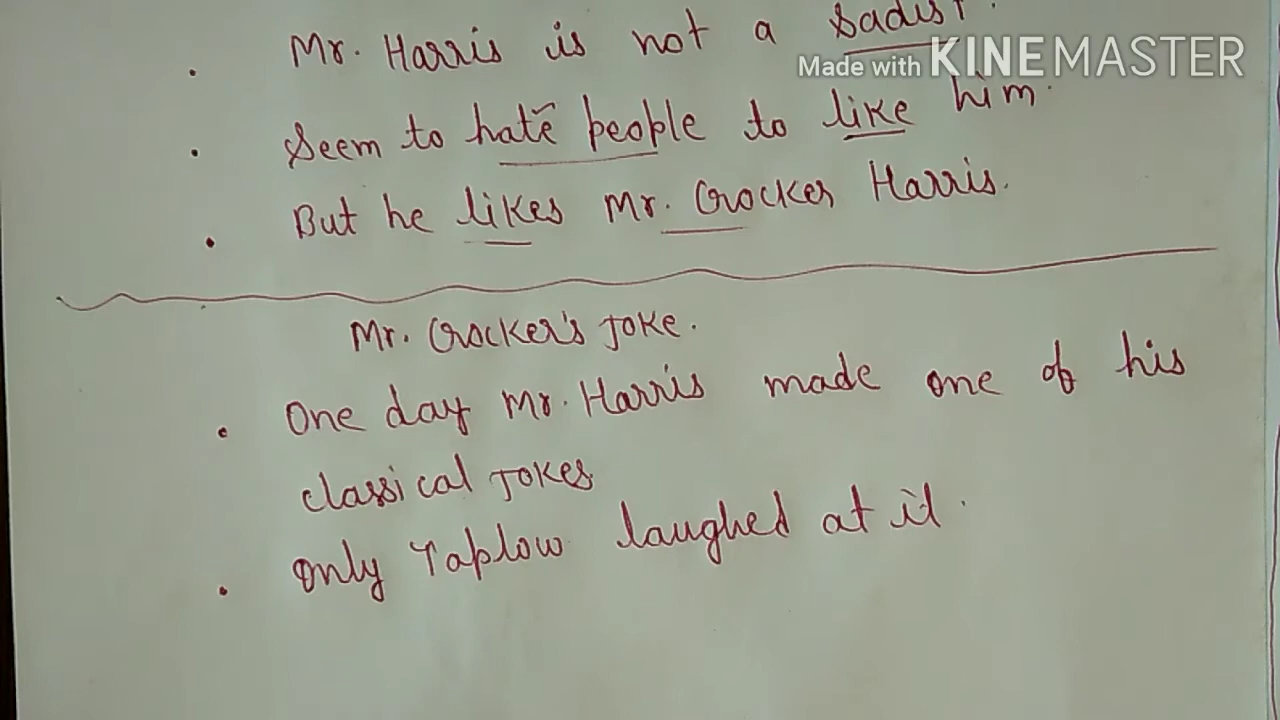 Mr. Harris is not a sadist.
Made with KINEMASTER
Seem to hate people to like him.
But he likes Mr. Crocker Harris.
Mr. Crocker's Joke.
One day Mr. Harris made one of his
classical Jokes
only Taplow laughed at it.